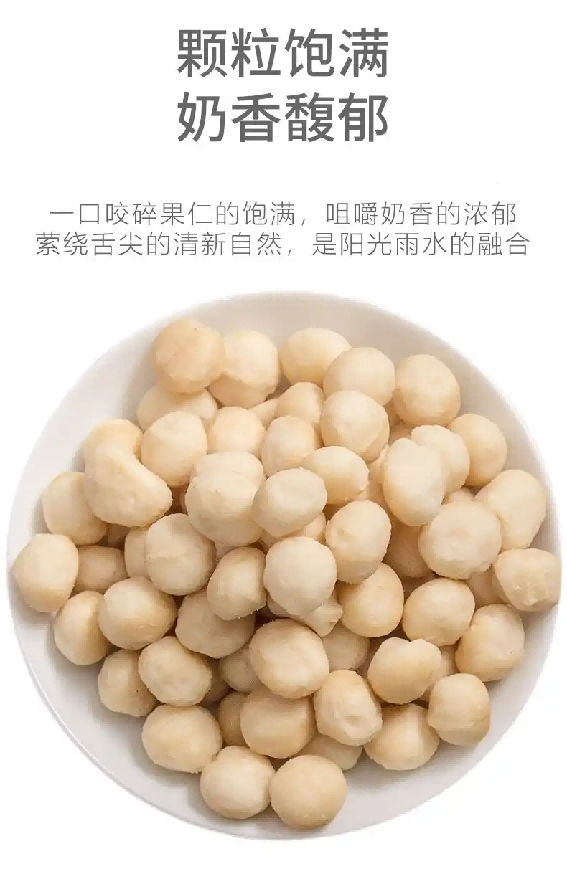 颗粒饱满
奶香馥郁
一口咬碎果仁的饱满，咀嚼奶香的浓郁
萦绕舌尖的清新自然，是阳光雨水的融合